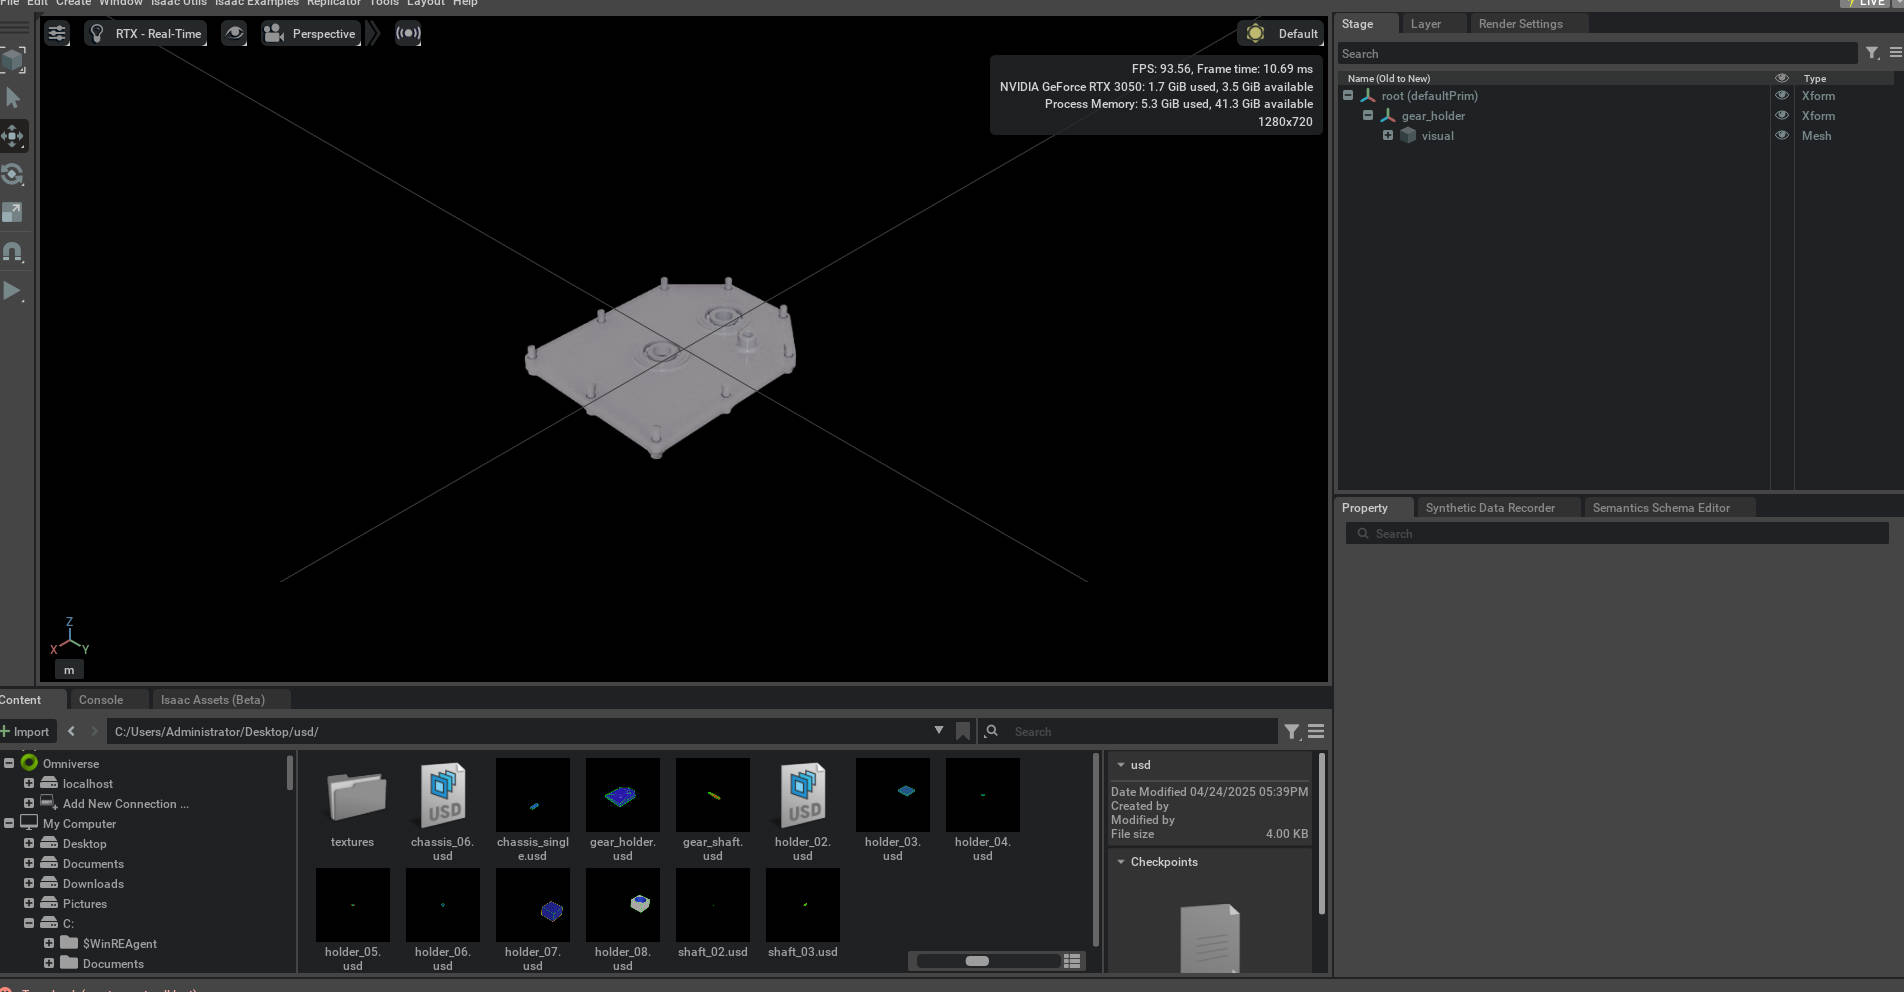 File Edit Create Window Isaac Utils Isaac Examples Replicator Tools Layout Help
LIVE
RTX - Real-Time
Perspective
Default
FPS: 93.56, Frame time: 10.69 ms
NVIDIA GeForce RTX 3050: 1.7 GiB used, 3.5 GiB available
Process Memory: 5.3 GiB used, 41.3 GiB available
1280x720
Z
X
Y
m
Stage
Layer
Render Settings
Search
Name (Old to New)
Type
root (defaultPrim)
Xform
gear_holder
Xform
visual
Mesh
Property
Synthetic Data Recorder
Semantics Schema Editor
Search
Content
Console
Isaac Assets (Beta)
Import
C:/Users/Administrator/Desktop/usd/
Search
Omniverse
localhost
Add New Connection ...
My Computer
Desktop
Documents
Downloads
Pictures
C:
$WinREAgent
Documents
USD
USD
textures
chassis_06.
usd
chassis_singl
e.usd
gear_holder.
usd
gear_shaft.
usd
holder_02.
usd
holder_03.
usd
holder_04.
usd
holder_05.
usd
holder_06.
usd
holder_07.
usd
holder_08.
usd
shaft_02.usd
shaft_03.usd
usd
Date Modified 04/24/2025 05:39PM
Created by
Modified by
File size
4.00 KB
Checkpoints